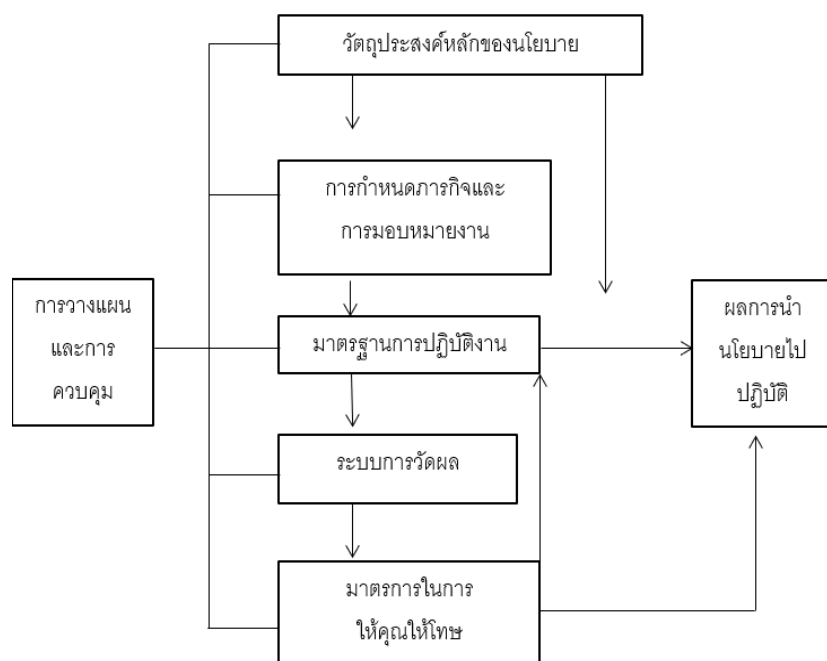 วัตถุประสงค์หลักของนโยบาย
การกำหนดภารกิจและ
การมอบหมายงาน
การวางแผน
และการ
ควบคุม
มาตรฐานการปฏิบัติงาน
ผลการนำ
นโยบายไป
ปฏิบัติ
ระบบการวัดผล
มาตรการในการ
ให้คุณให้โทษ